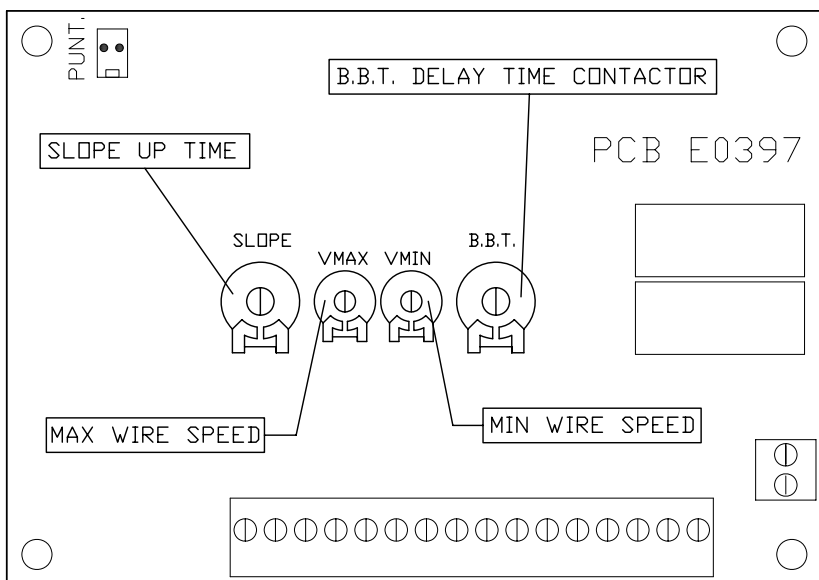 PUNT.
B.B.T. DELAY TIME CONTACTOR
SLOPE UP TIME
PCB E0397
SLOPE
VMAX
VMIN
B.B.T.
MAX WIRE SPEED
MIN WIRE SPEED